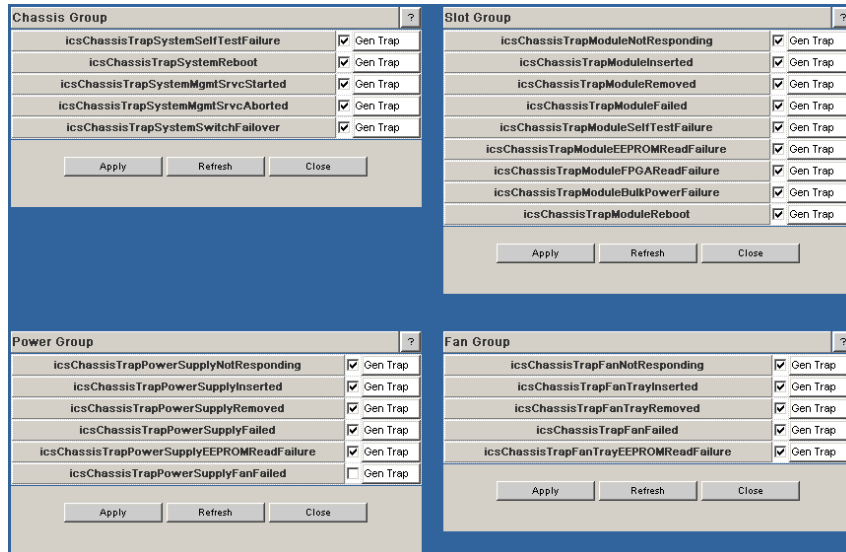 Chassis Group ?
icsChassisTrapSystemSelfTestFailure Gen Trap
icsChassisTrapSystemReboot Gen Trap
icsChassisTrapSystemMgmtSrvcStarted Gen Trap
icsChassisTrapSystemMgmtSrvcAborted Gen Trap
icsChassisTrapSystemSwitchFailover Gen Trap
Apply Refresh Close
Slot Group ?
icsChassisTrapModuleNotResponding Gen Trap
icsChassisTrapModuleInserted Gen Trap
icsChassisTrapModuleRemoved Gen Trap
icsChassisTrapModuleFailed Gen Trap
icsChassisTrapModuleSelfTestFailure Gen Trap
icsChassisTrapModuleEEPROMReadFailure Gen Trap
icsChassisTrapModuleFPGAReadFailure Gen Trap
icsChassisTrapModuleBulkPowerFailure Gen Trap
icsChassisTrapModuleReboot Gen Trap
Apply Refresh Close
Power Group ?
icsChassisTrapPowerSupplyNotResponding Gen Trap
icsChassisTrapPowerSupplyInserted Gen Trap
icsChassisTrapPowerSupplyRemoved Gen Trap
icsChassisTrapPowerSupplyFailed Gen Trap
icsChassisTrapPowerSupplyEEPROMReadFailure Gen Trap
icsChassisTrapPowerSupplyFanFailed Gen Trap
Apply Refresh Close
Fan Group ?
icsChassisTrapFanNotResponding Gen Trap
icsChassisTrapFanTrayInserted Gen Trap
icsChassisTrapFanTrayRemoved Gen Trap
icsChassisTrapFanFailed Gen Trap
icsChassisTrapFanTrayEEPROMReadFailure Gen Trap
Apply Refresh Close